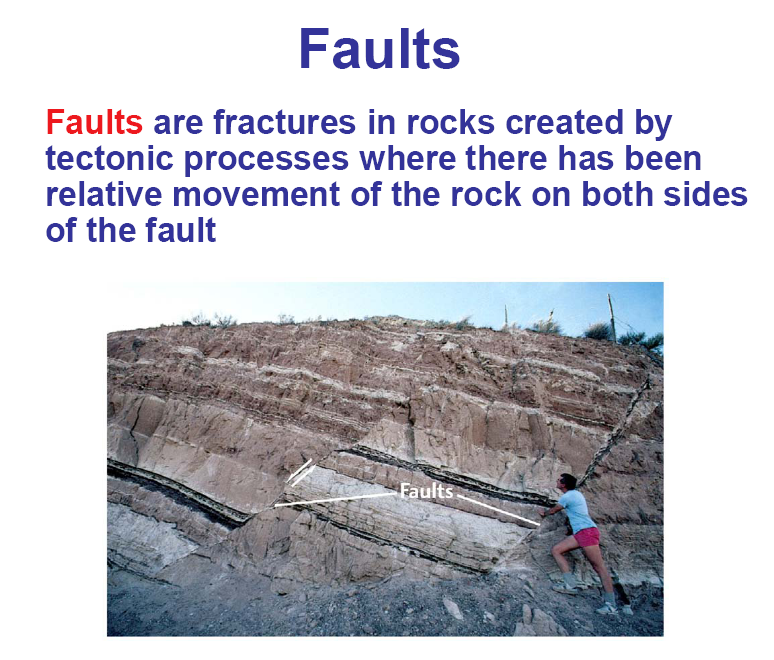 Faults
Faults are fractures in rocks created by
tectonic processes where there has been
relative movement of the rock on both sides
of the fault
Faults